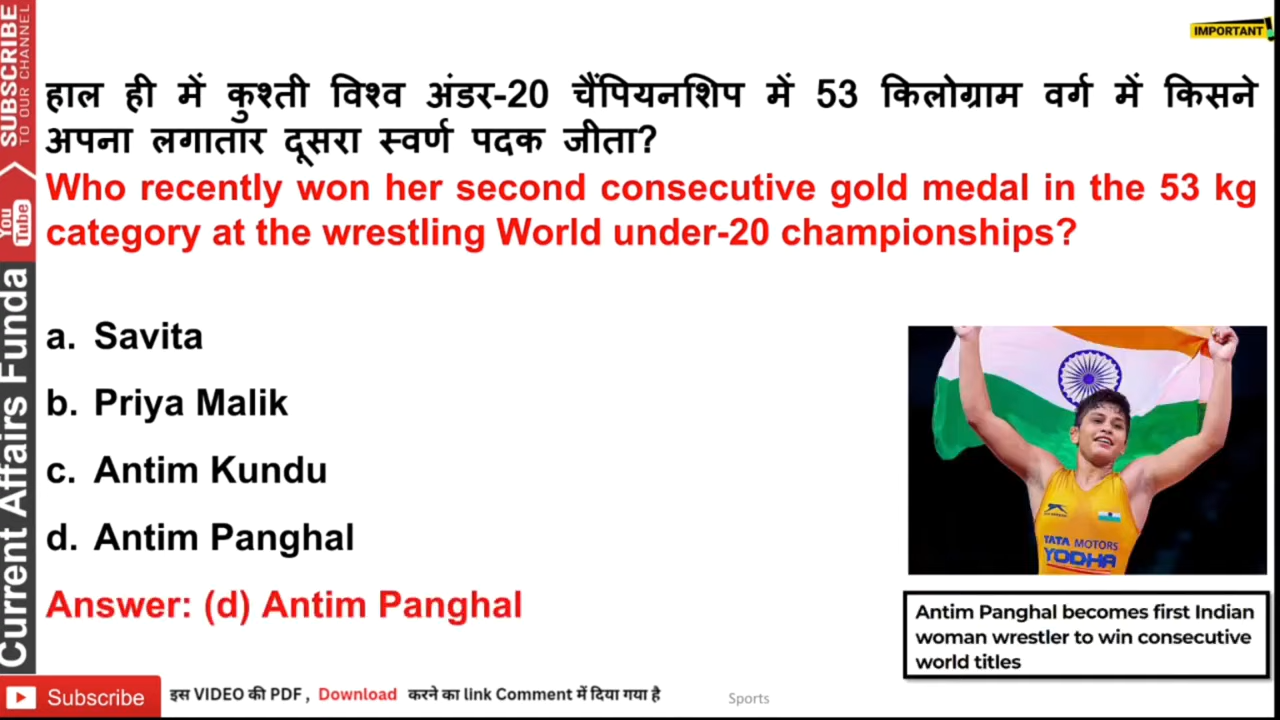 IMPORTANT!
SUBSCRIBE
TO OUR CHANNEL
You
Tube
Current Affairs Funda
हाल ही में कुश्ती विश्व अंडर-20 चैंपियनशिप में 53 किलोग्राम वर्ग में किसने
अपना लगातार दूसरा स्वर्ण पदक जीता?
Who recently won her second consecutive gold medal in the 53 kg
category at the wrestling World under-20 championships?
a. Savita
b. Priya Malik
c. Antim Kundu
d. Antim Panghal
Answer: (d) Antim Panghal
TATA MOTORS
YODHA
Antim Panghal becomes first Indian
woman wrestler to win consecutive
world titles
Subscribe
इस VIDEO की PDF , Download करने का link Comment में दिया गया है
Sports